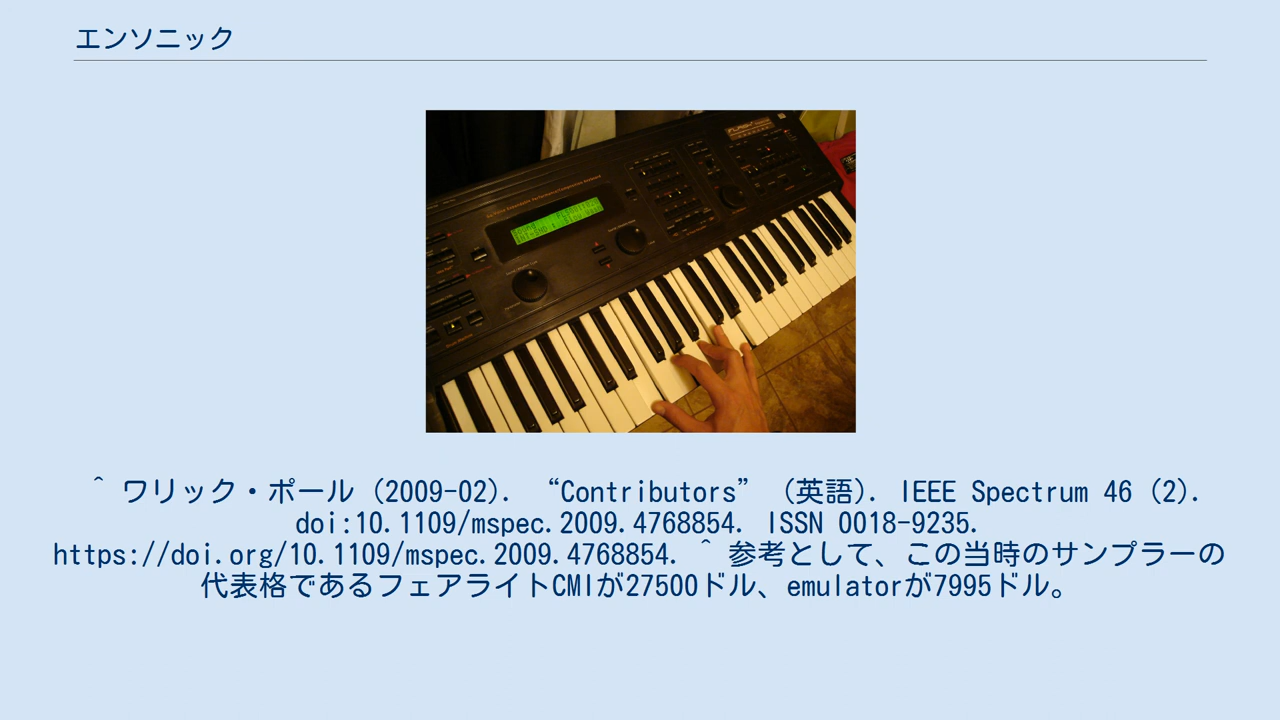 エンソニック
^ ワリック・ポール (2009-02). “Contributors” (英語). IEEE Spectrum 46 (2).
doi:10.1109/mspec.2009.4768854. ISSN 0018-9235.
https://doi.org/10.1109/mspec.2009.4768854. ^ 参考として、この当時のサンプラーの
代表格であるフェアライトCMIが27500ドル、emulatorが7995ドル。